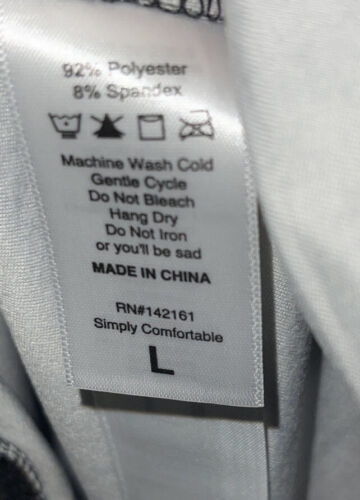 92% Polyester
8% Spandex
Machine Wash Cold
Gentle Cycle
Do Not Bleach
Hang Dry
Do Not Iron
or you'll be sad
MADE IN CHINA
RN#142161
Simply Comfortable
L